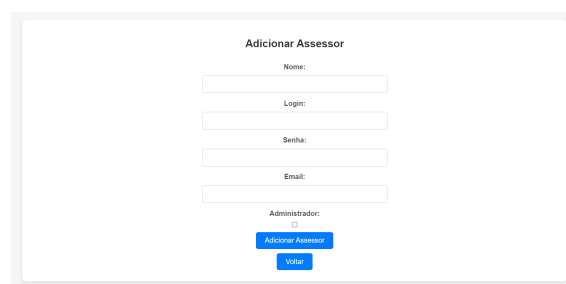 Adicionar Assessor
Nome:
Login:
Senha:
Email:
Administrador:
Adicionar Assessor
Voltar